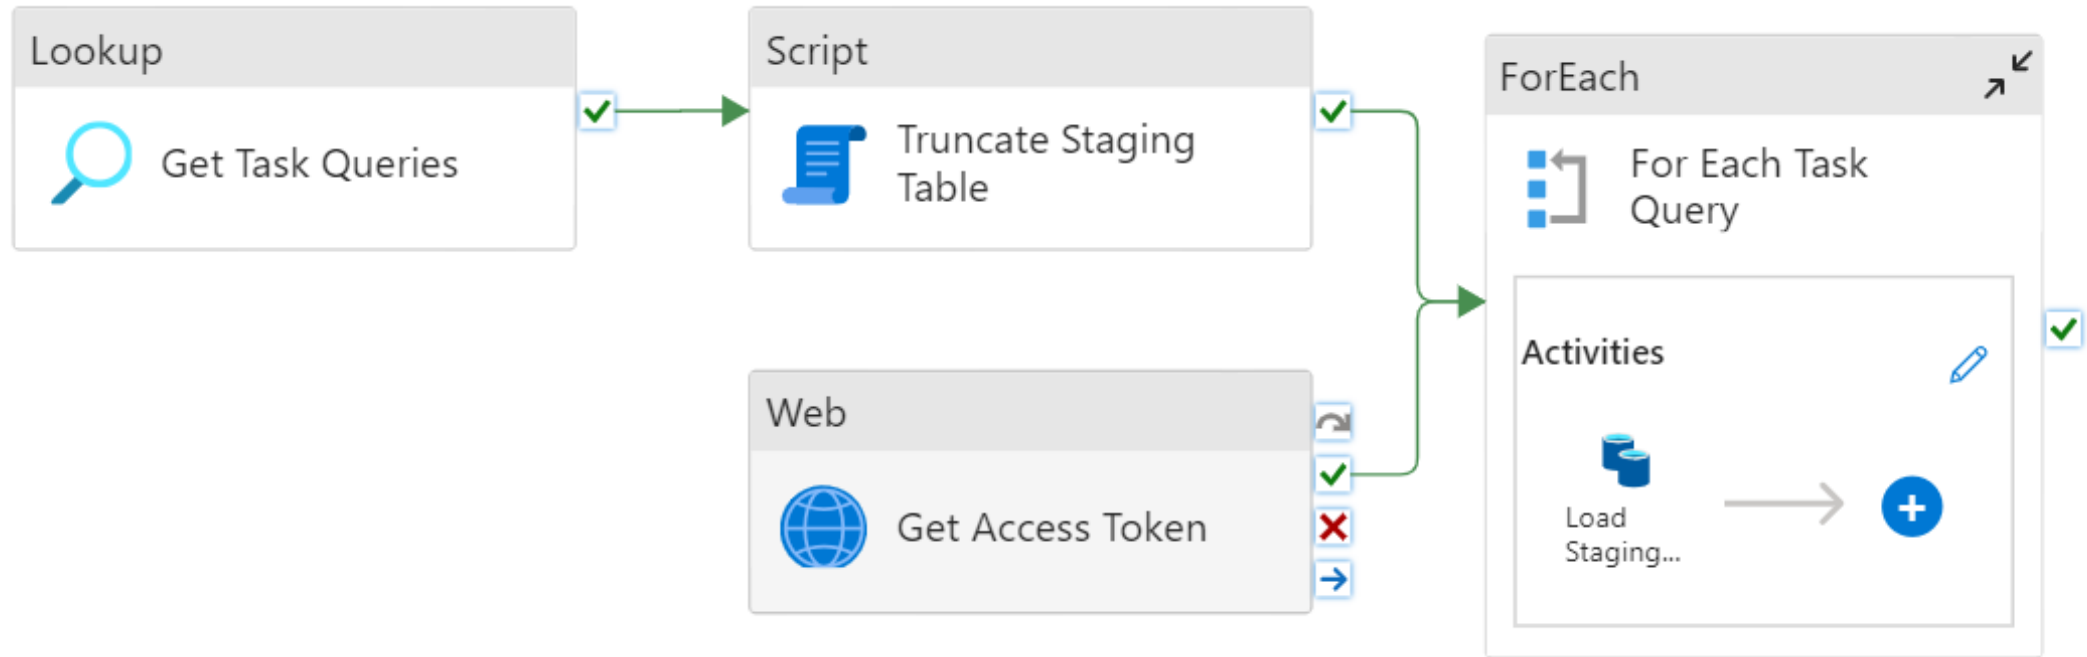 Lookup
Get Task Queries
Script
Truncate Staging
Table
Web
Get Access Token
ForEach
For Each Task
Query
Activities
Load
Staging...